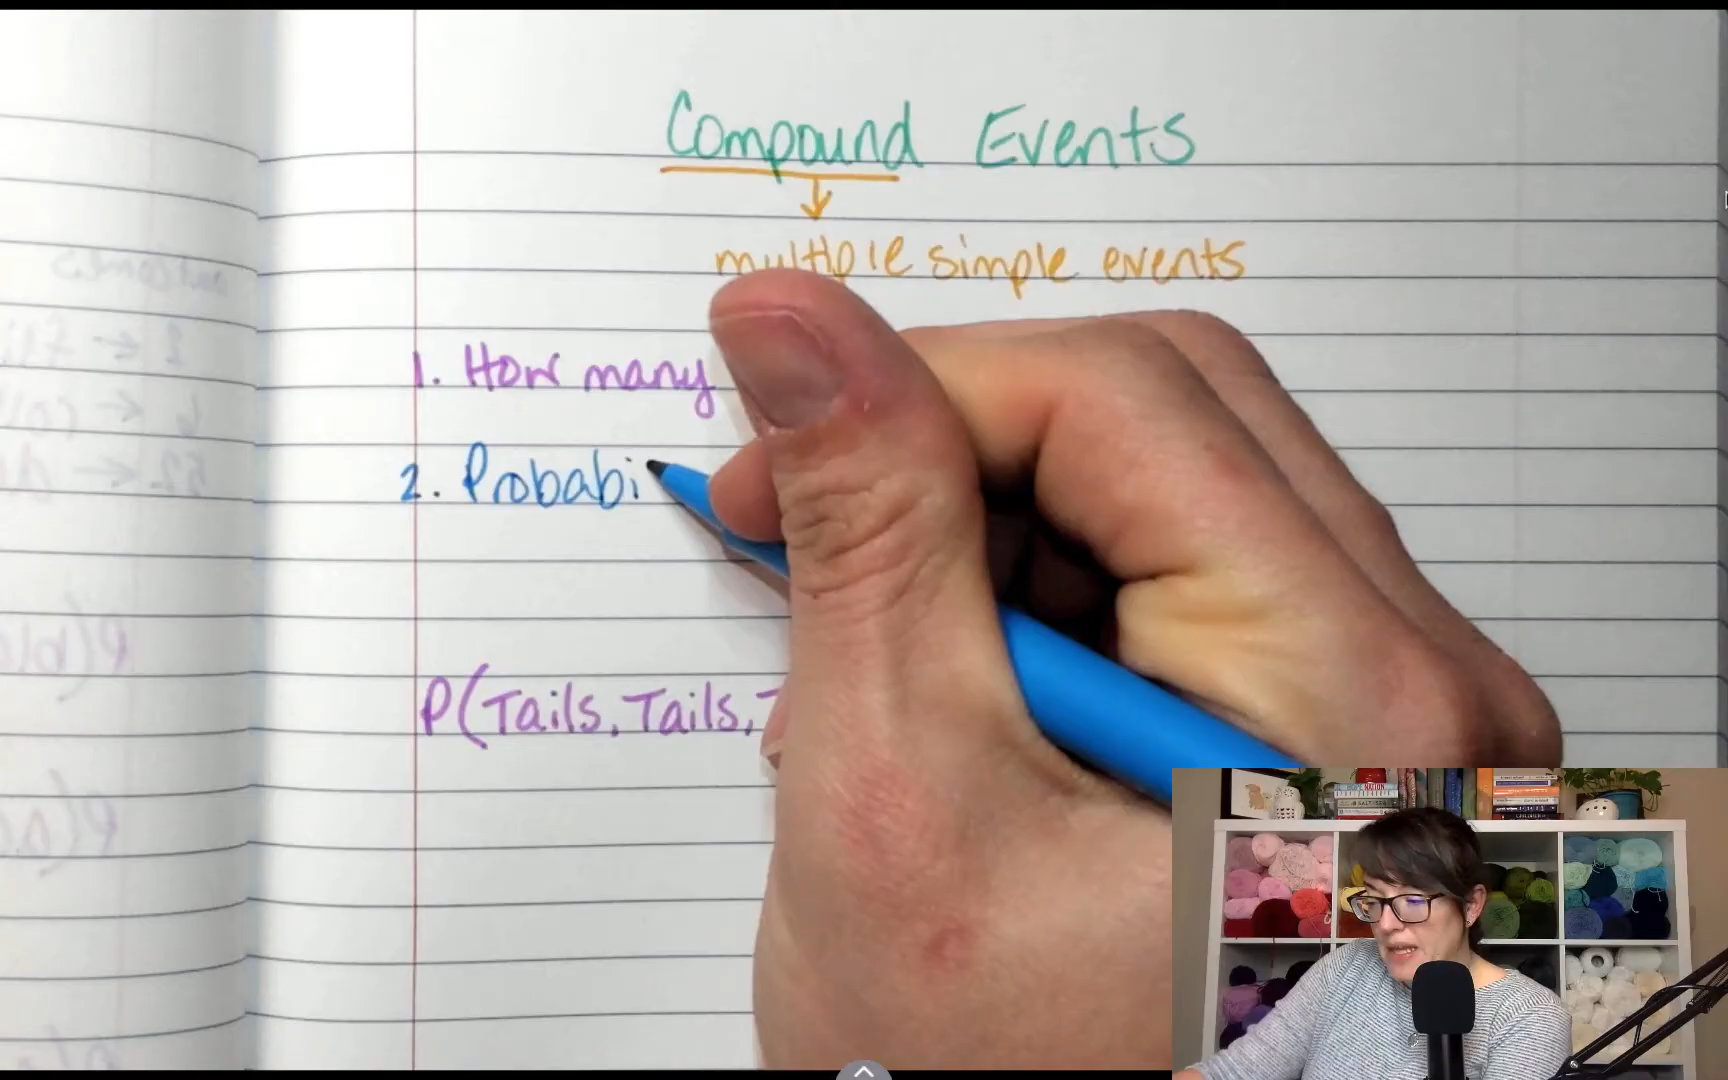 Compound Events
multiple simple events
1. How many
2. Probabi
P(Tails, Tails, T